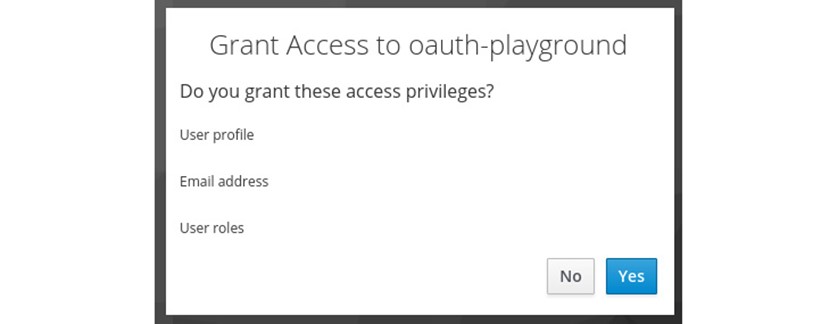 Grant Access to oauth-playground
Do you grant these access privileges?
User profile
Email address
User roles
No Yes